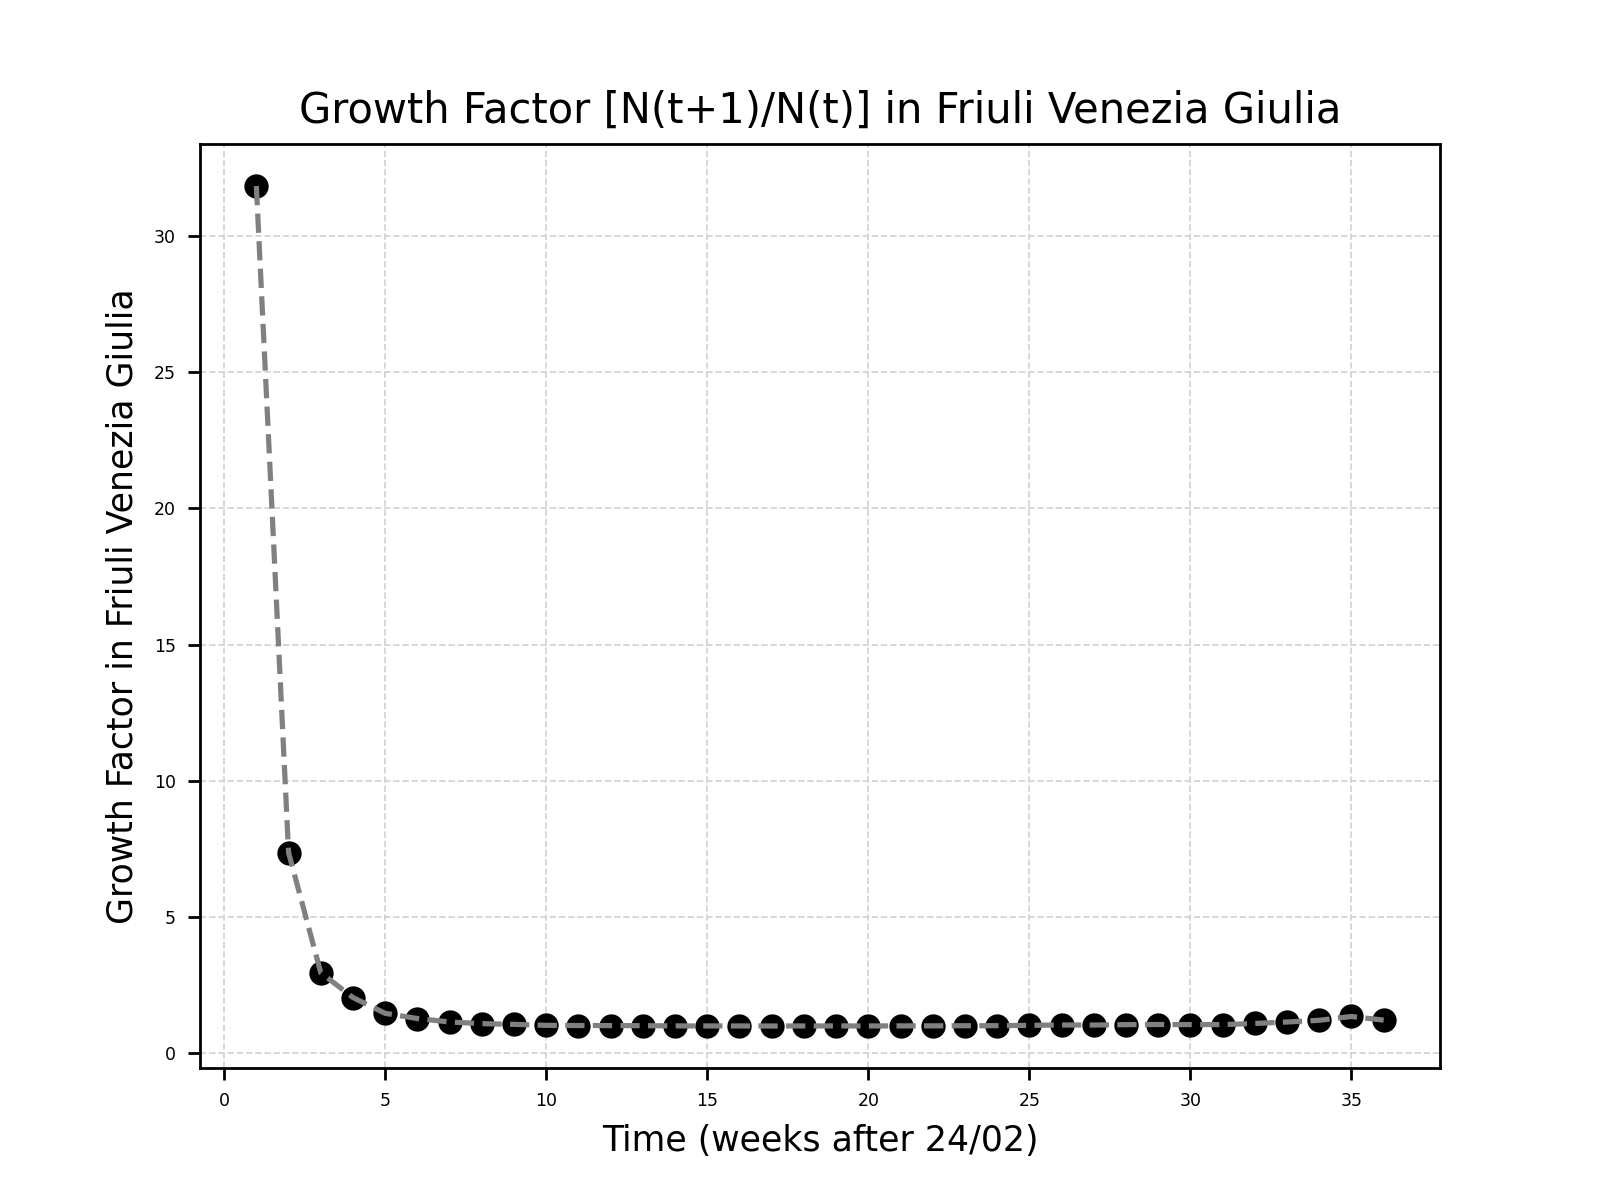 Growth Factor [N(t+1)/N(t)] in Friuli Venezia Giulia
Growth Factor in Friuli Venezia Giulia
30
25
20
15
10
5
0
0 5 10 15 20 25 30 35
Time (weeks after 24/02)